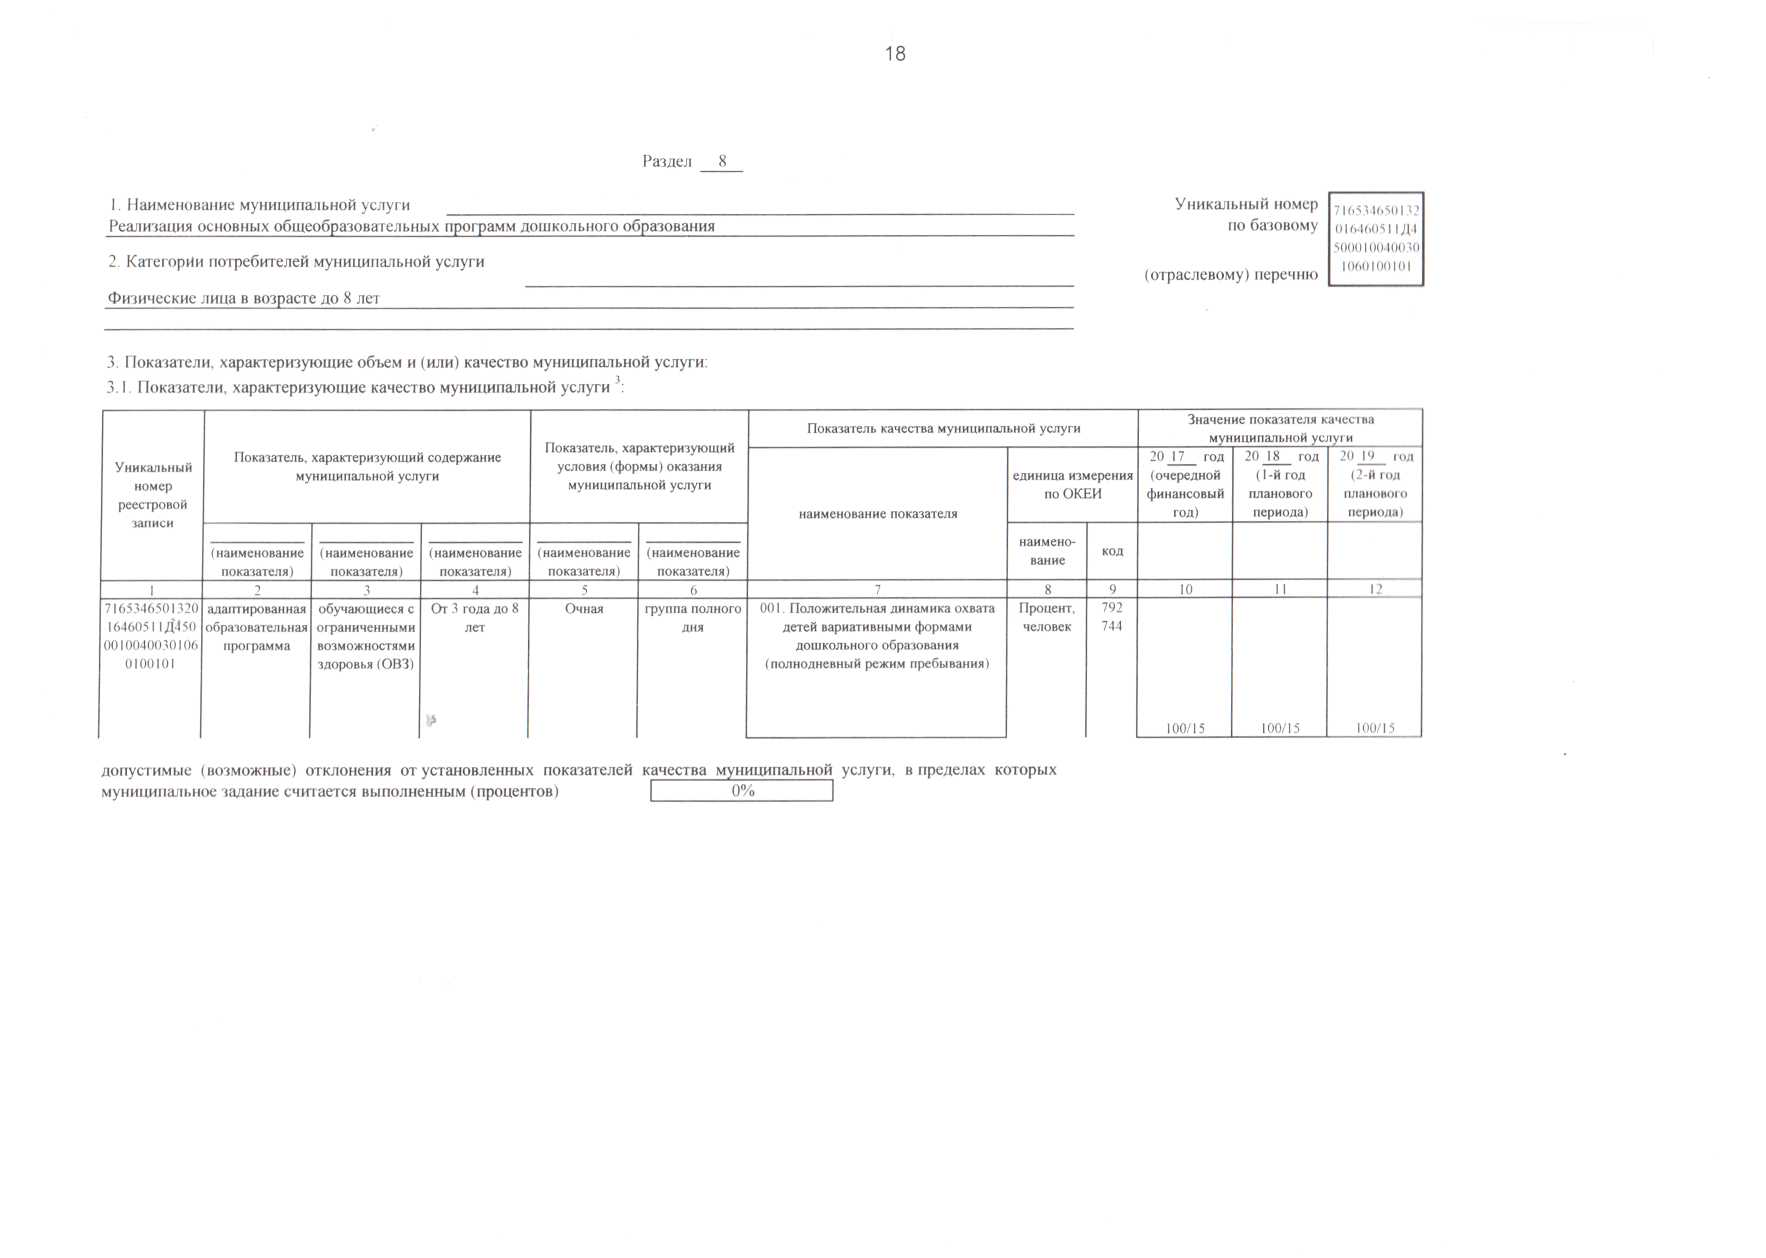 18
Раздел 8
1. Наименование муниципальной услуги
Реализация основных общеобразовательных программ дошкольного образования
2. Категории потребителей муниципальной услуги
Физические лица в возрасте до 8 лет
Уникальный номер
по базовому
(отраслевому) перечню
716534650132
016460511Д4
500010040030
1060100101
3. Показатели, характеризующие объем и (или) качество муниципальной услуги:
3.1. Показатели, характеризующие качество муниципальной услуги 3:
Уникальный
номер
реестровой
записи
Показатель, характеризующий содержание
муниципальной услуги
Показатель, характеризующий
условия (формы) оказания
муниципальной услуги
Показатель качества муниципальной услуги
Значение показателя качества
муниципальной услуги
наименование показателя
единица измерения
по ОКЕИ
20 17 год
(очередной
финансовый
год)
20 18 год
(1-й год
планового
периода)
20 19 год
(2-й год
планового
периода)
(наименование
показателя)
(наименование
показателя)
(наименование
показателя)
(наименование
показателя)
(наименование
показателя)
наимено-
вание
код
1 2 3 4 5 6 7 8 9 10 11 12
7165346501320
16460511Д450
0010040030106
0100101
адаптированная
образовательная
программа
обучающиеся с
ограниченными
возможностями
здоровья (ОВЗ)
От 3 года до 8
лет
Очная
группа полного
дня
001. Положительная динамика охвата
детей вариативными формами
дошкольного образования
(полнодневный режим пребывания)
Процент,
человек
792
744
100/15 100/15 100/15
допустимые (возможные) отклонения от установленных показателей качества муниципальной услуги, в пределах которых
муниципальное задание считается выполненным (процентов) 0%